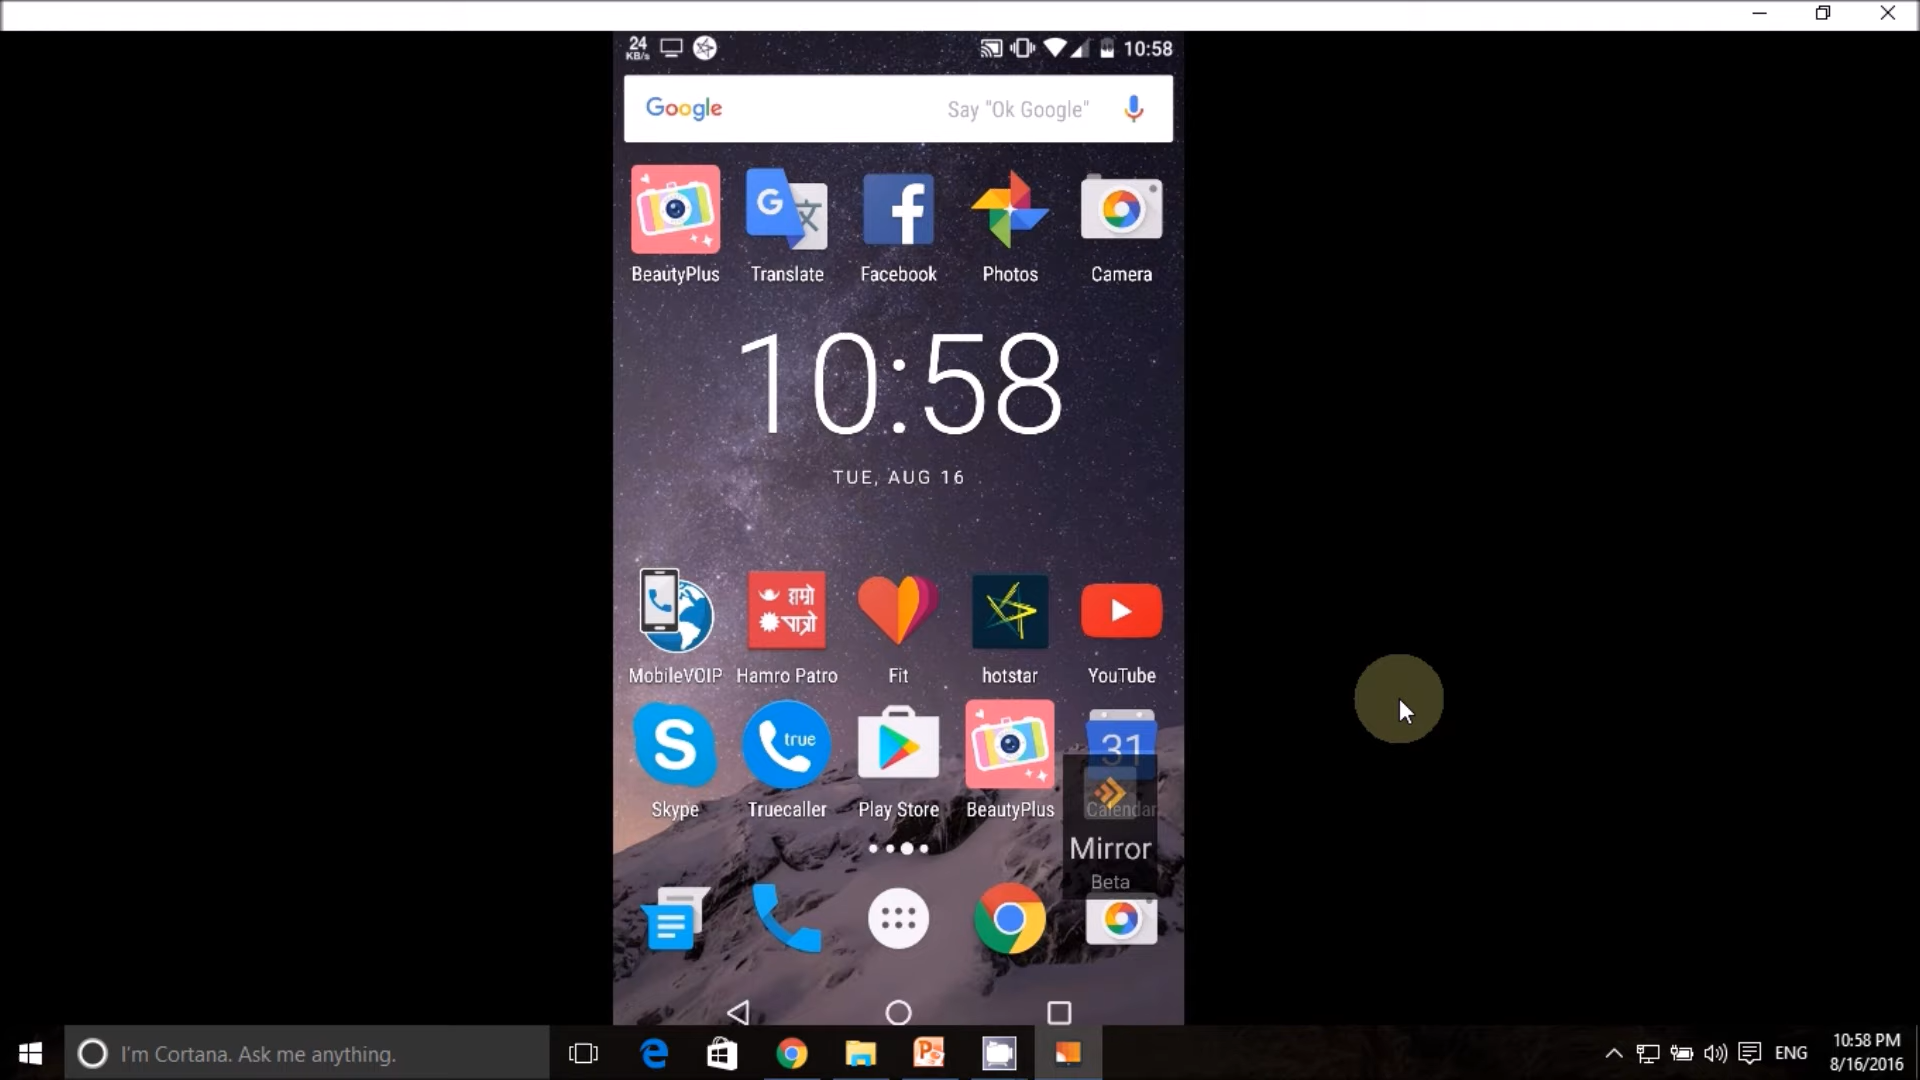 24
KB/s
10:58
Google
Say "Ok Google"
G
文
f
BeautyPlus
Translate
Facebook
Photos
Camera
10:58
TUE, AUG 16
हाम्रो
पात्रो
MobileVOIP
Hamro Patro
Fit
hotstar
YouTube
S
true
31
Skype
Truecaller
Play Store
BeautyPlus
Calendar
Mirror
Beta
I'm Cortana. Ask me anything.
e
P
ENG
10:58 PM
8/16/2016